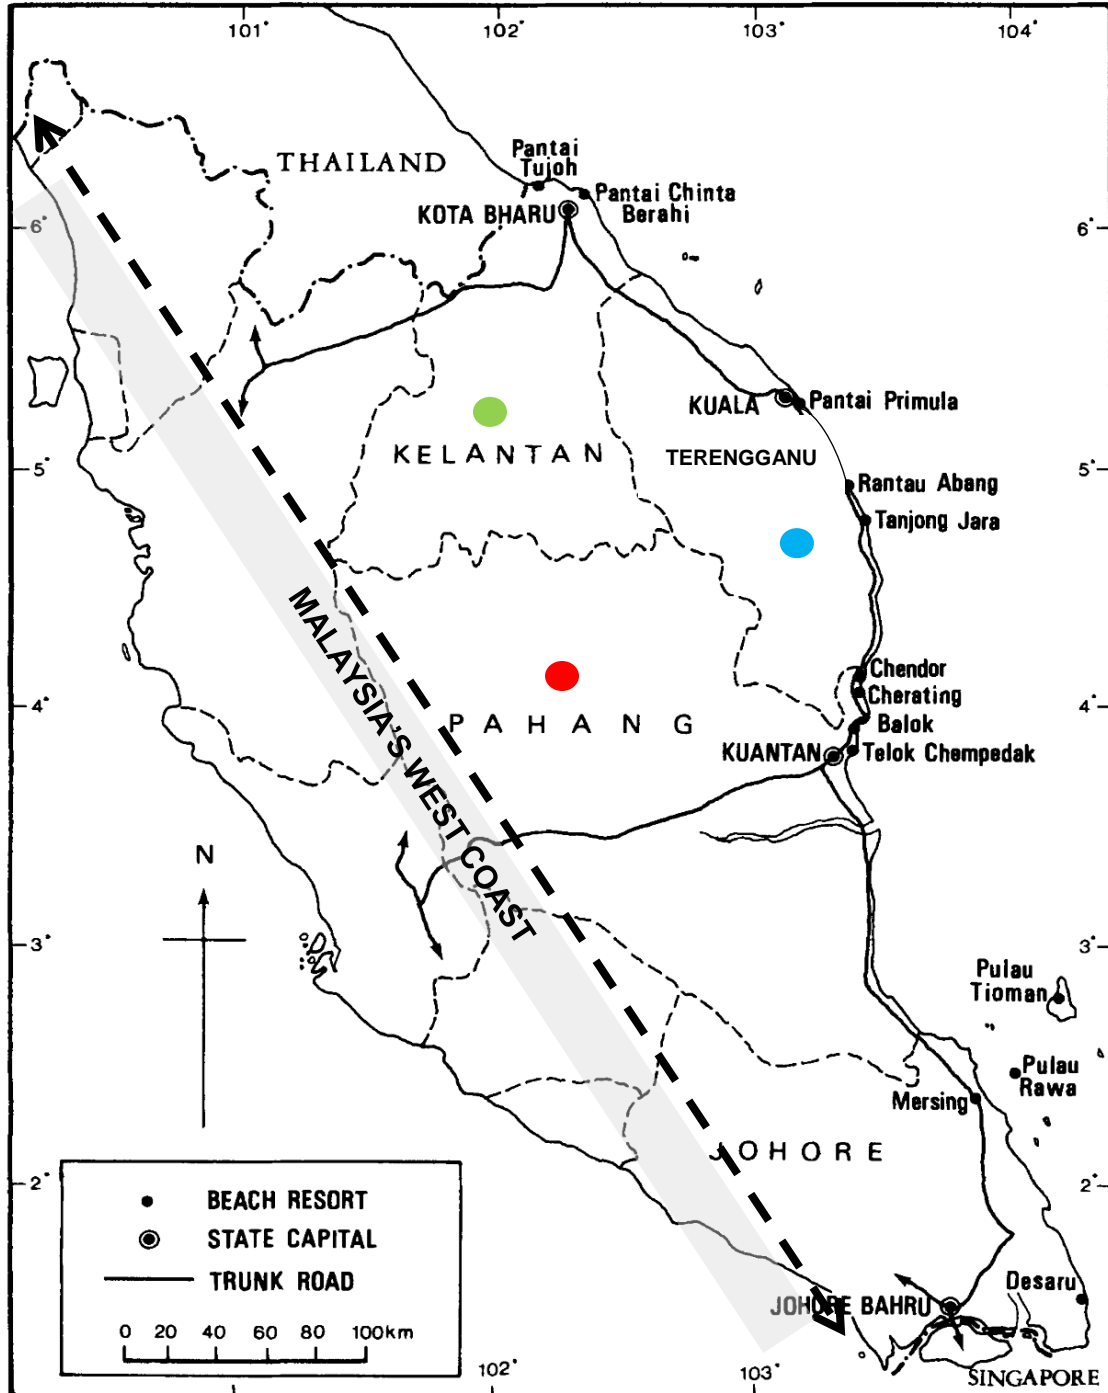 101°
102°
103°
104°
THAILAND
Pantai
Tujoh
Pantai Chinta
Berahi
KOTA BHARU
6°
6°
KUALA
Pantai Primula
KELANTAN
TERENGGANU
5°
5°
Rantau Abang
Tanjong Jara
MALAYSIA'S WEST COAST
Chendor
Cherating
4°
4°
PAHANG
Balok
KUANTAN
Telok Chempedak
N
3°
3°
Pulau
Tioman
Pulau
Rawa
Mersing
JOHORE
2°
2°
BEACH RESORT
STATE CAPITAL
TRUNK ROAD
0 20 40 60 80 100km
Desaru
JOHORE BAHRU
SINGAPORE
102°
103°